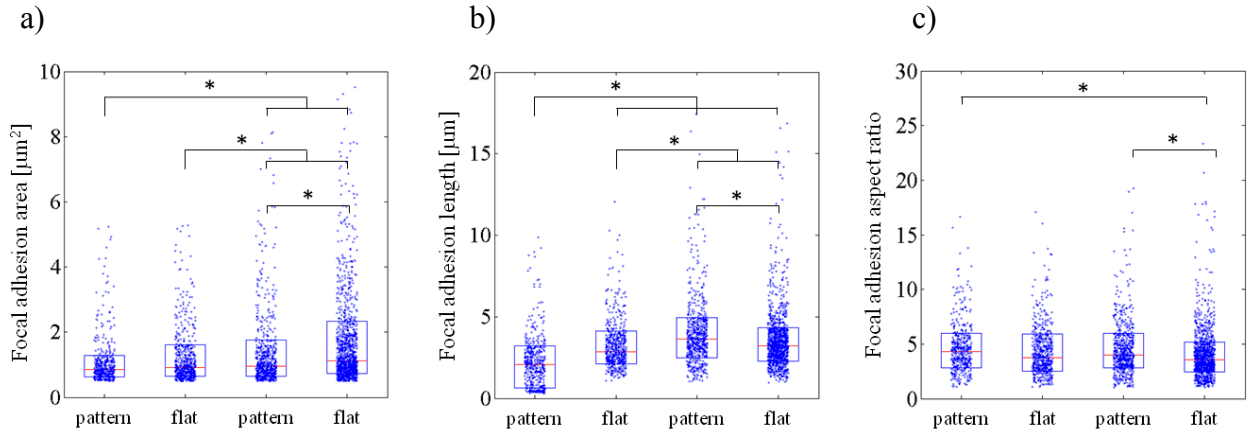 a)
b)
c)
Focal adhesion area [µm²]
10
8
6
4
2
0
*
*
*
pattern flat pattern flat
Focal adhesion length [µm]
20
15
10
5
0
*
*
*
pattern flat pattern flat
Focal adhesion aspect ratio
30
25
20
15
10
5
0
*
*
pattern flat pattern flat